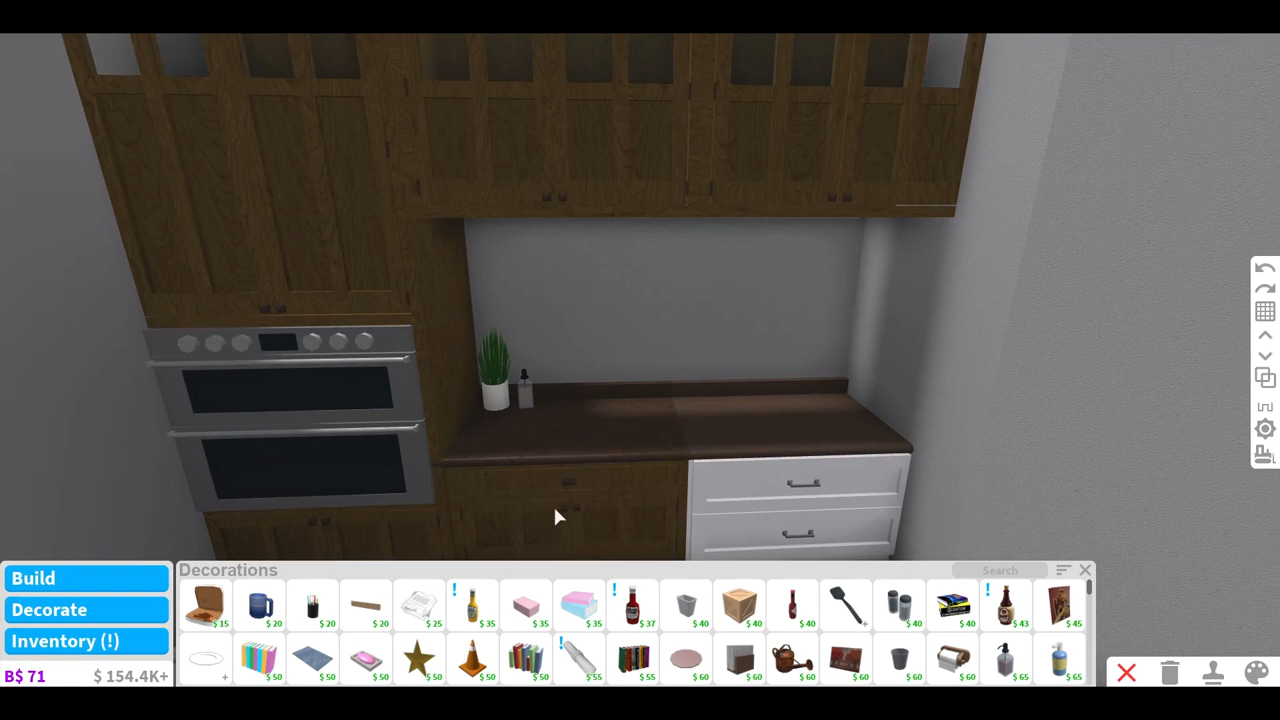 Build
Decorate
Inventory (!)
B$ 71
$ 154.4K+
Decorations
Search
$ 15
$ 20
$ 20
$ 20
$ 25
! $ 35
$ 35
$ 35
! $ 37
$ 40
$ 40
$ 40
+
$ 40
$ 40
! $ 43
$ 45
+
$ 50
$ 50
$ 50
$ 50
$ 50
$ 50
! $ 55
$ 55
$ 60
$ 60
$ 60
$ 60
$ 60
$ 60
$ 65
$ 65